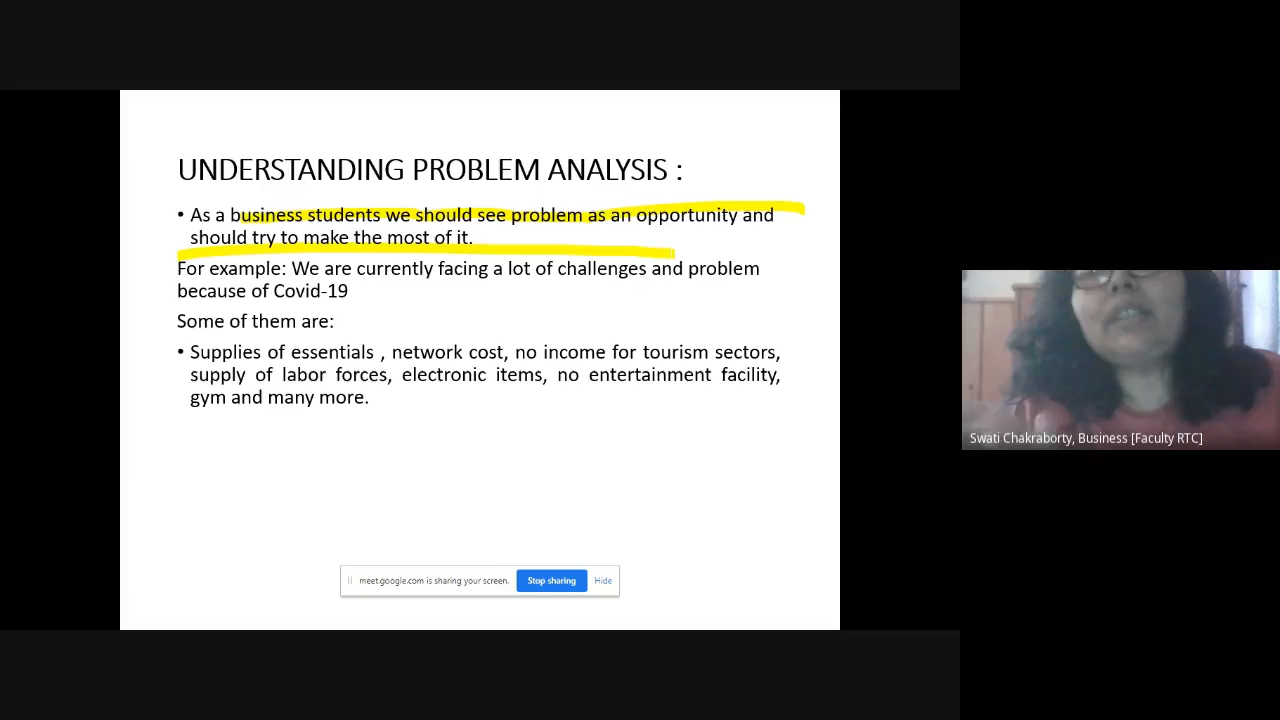 UNDERSTANDING PROBLEM ANALYSIS :
• As a business students we should see problem as an opportunity and
should try to make the most of it.
For example: We are currently facing a lot of challenges and problem
because of Covid-19
Some of them are:
• Supplies of essentials , network cost, no income for tourism sectors,
supply of labor forces, electronic items, no entertainment facility,
gym and many more.
Swati Chakraborty, Business [Faculty RTC]
meet.google.com is sharing your screen. Stop sharing Hide